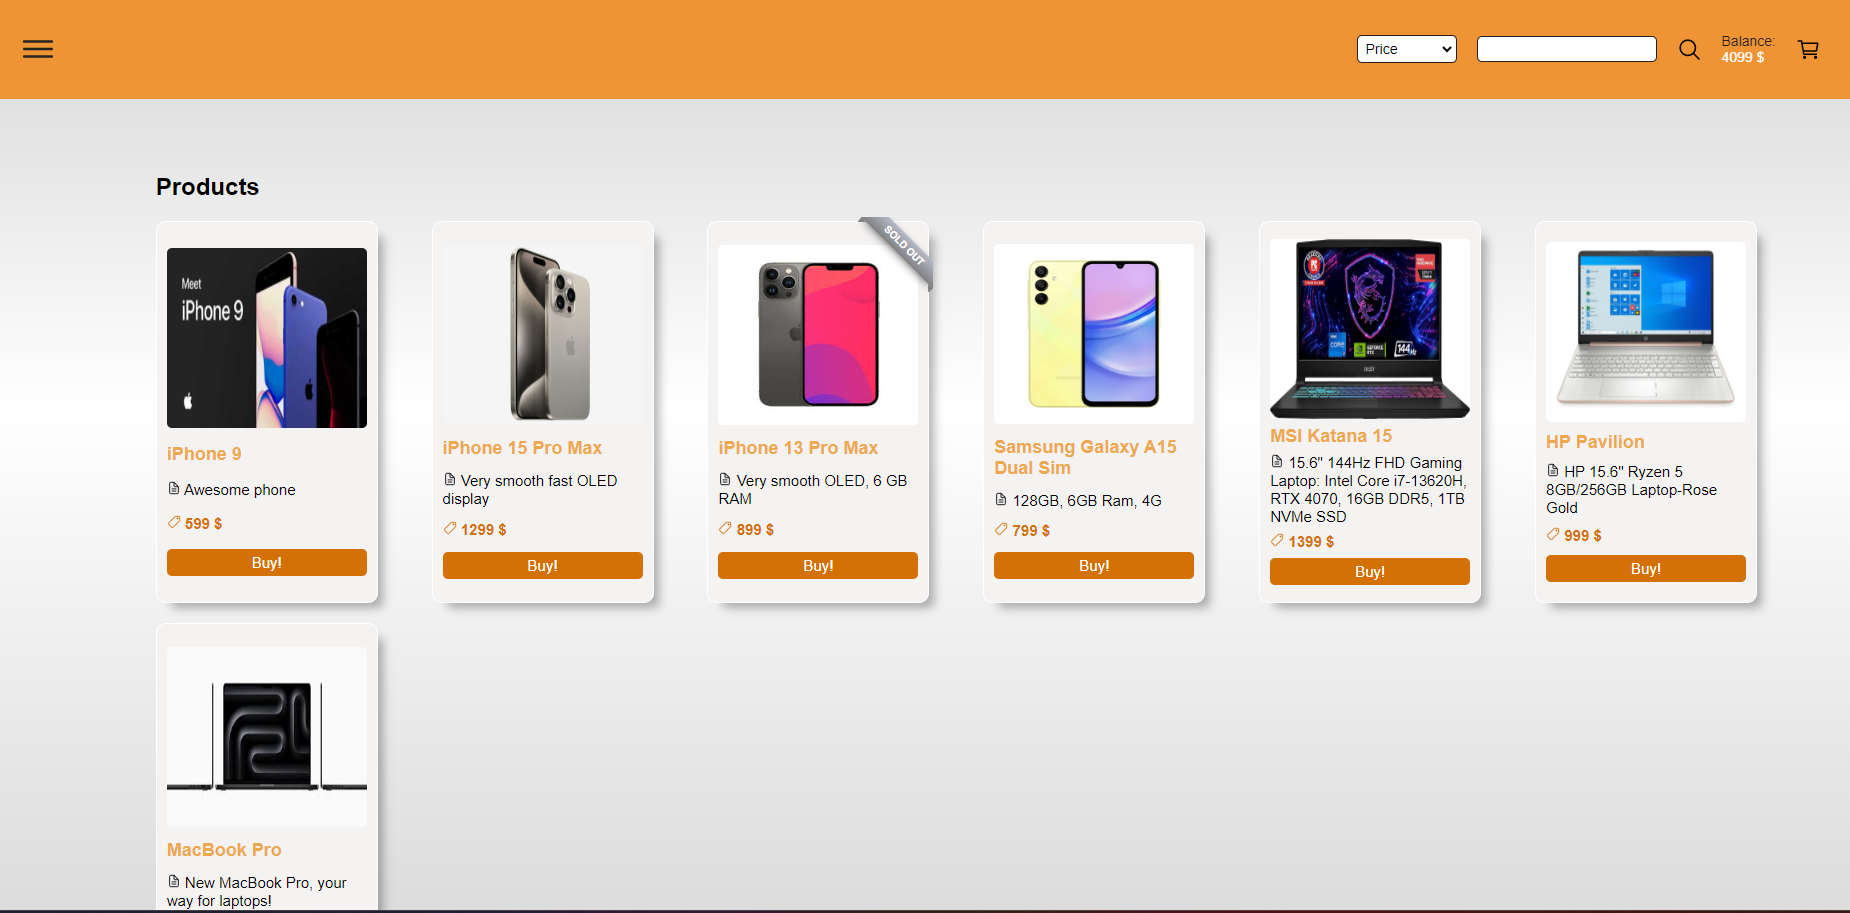 Price
Balance:
4099 $
Products
Meet
iPhone 9
iPhone 9
Awesome phone
599 $
Buy!
iPhone 15 Pro Max
Very smooth fast OLED
display
1299 $
Buy!
SOLD OUT
iPhone 13 Pro Max
Very smooth OLED, 6 GB
RAM
899 $
Buy!
Samsung Galaxy A15
Dual Sim
128GB, 6GB Ram, 4G
799 $
Buy!
144Hz
MSI Katana 15
15.6" 144Hz FHD Gaming
Laptop: Intel Core i7-13620H,
RTX 4070, 16GB DDR5, 1TB
NVMe SSD
1399 $
Buy!
HP Pavilion
HP 15.6" Ryzen 5
8GB/256GB Laptop-Rose
Gold
999 $
Buy!
MacBook Pro
New MacBook Pro, your
way for laptops!